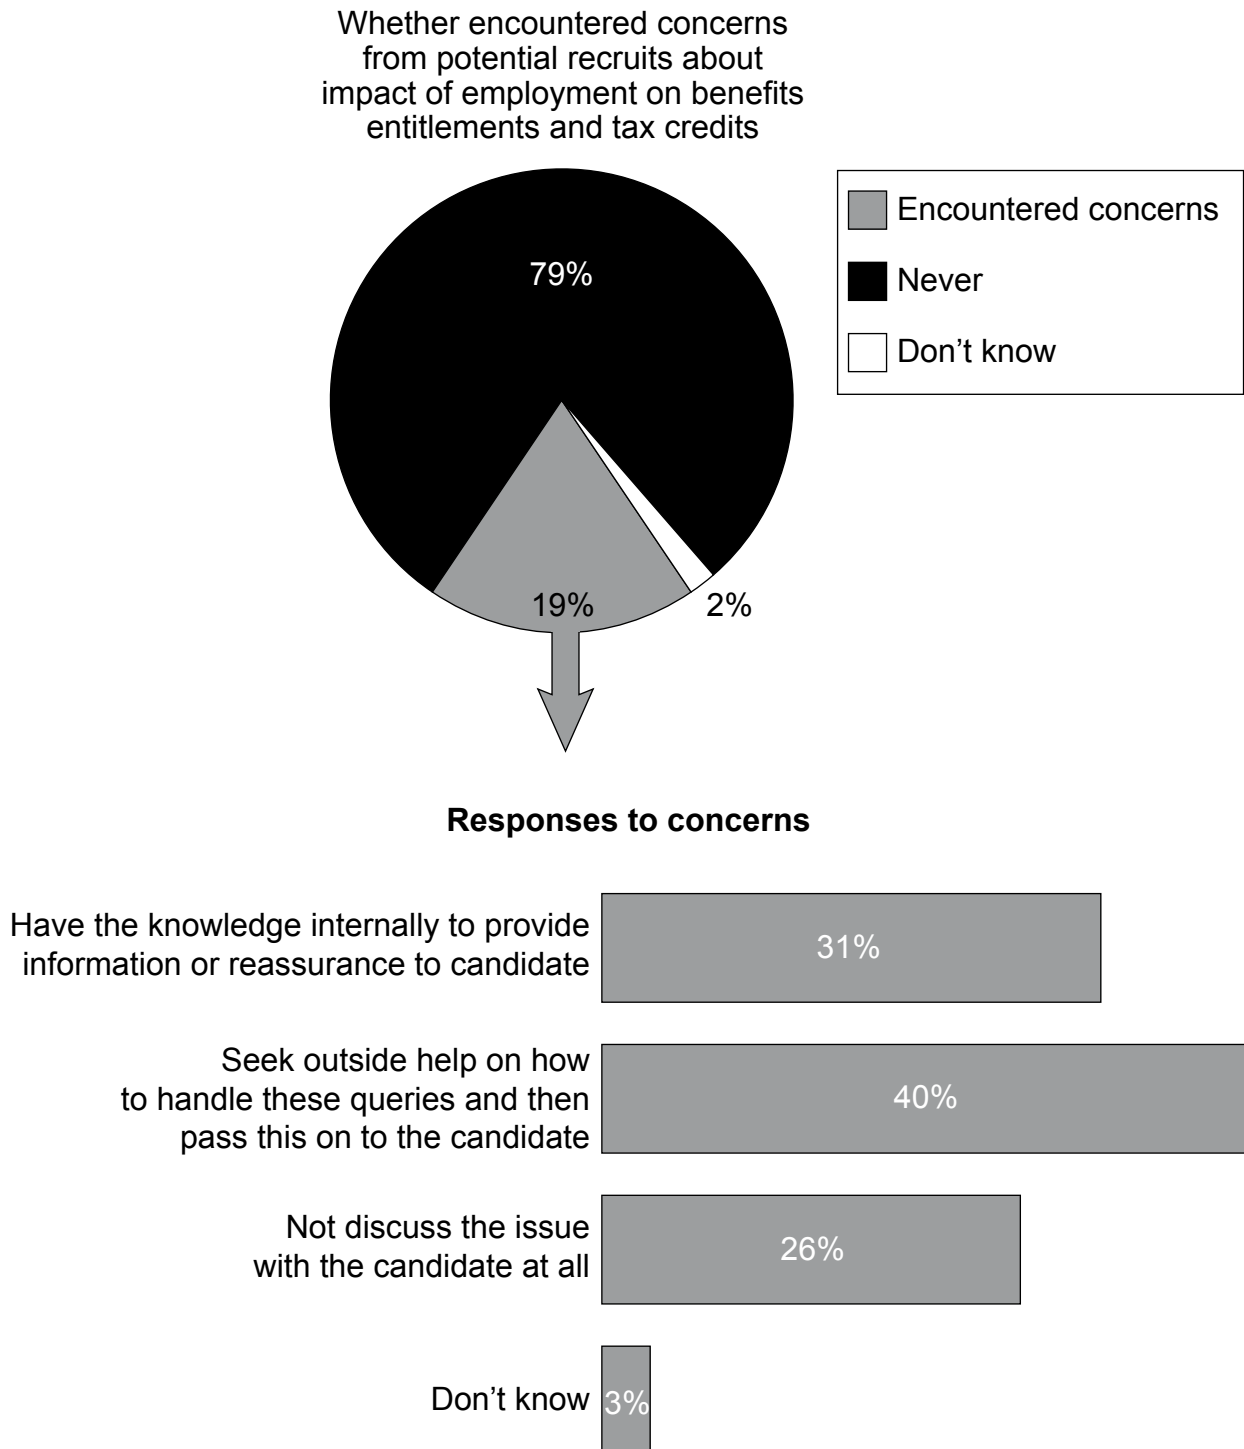 Whether encountered concerns
from potential recruits about
impact of employment on benefits
entitlements and tax credits
79%
19%
2%
Encountered concerns
Never
Don't know
Responses to concerns
Have the knowledge internally to provide
information or reassurance to candidate
31%
Seek outside help on how
to handle these queries and then
pass this on to the candidate
40%
Not discuss the issue
with the candidate at all
26%
Don’t know
3%